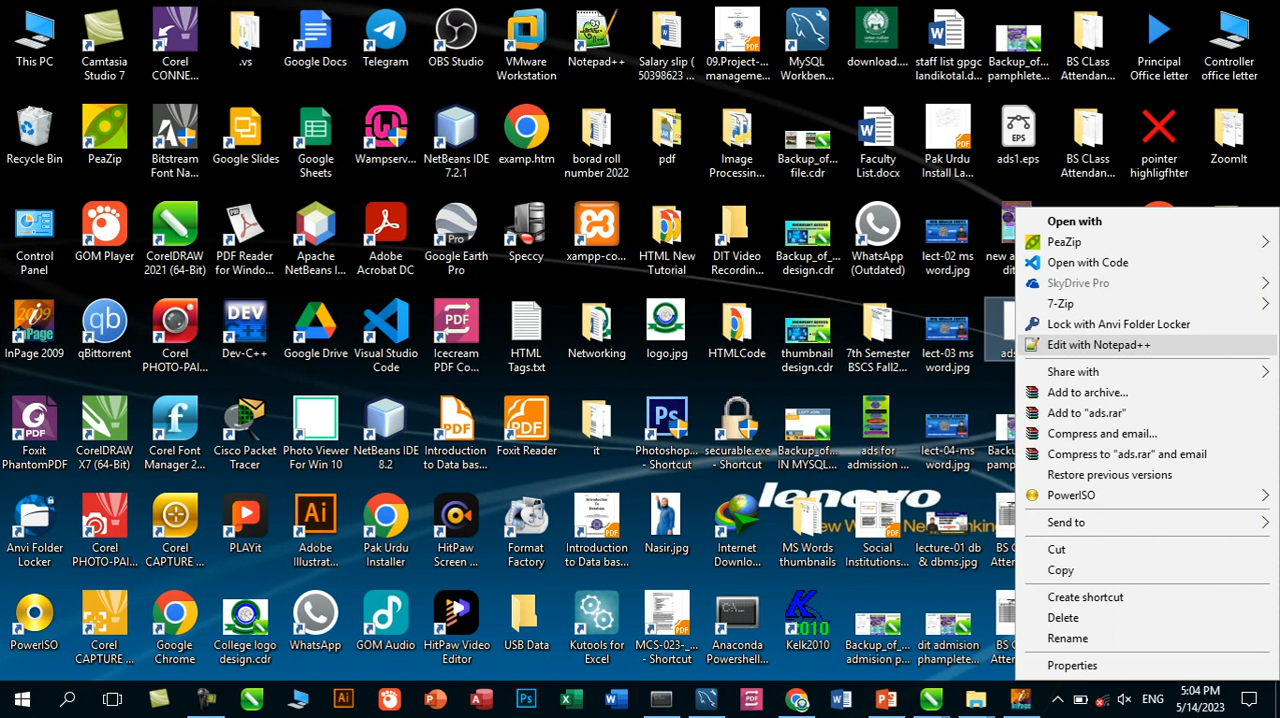 This PC
Camtasia
Studio 7
Corel
CONNE...
.vs
Google Docs
Telegram
OBS Studio
VMware
Workstation
Notepad++
Salary slip (
50398623 ...
09.Project-
manageme...
MySQL
Workben...
download....
staff list gpgc
landikotal.d...
Backup_of_
pamphlete...
BS CLass
Attendan...
Principal
Office letter
Controller
office letter
Recycle Bin
PeaZip
Bitstream
Font Na...
Google Slides
Google
Sheets
Wampserv...
NetBeans IDE
7.2.1
examp.htm
borad roll
number 2022
pdf
Image
Processing...
Backup_of_...
file.cdr
Faculty
List.docx
Pak Urdu
Install La...
ads1.eps
BS CLass
Attendan...
pointer
highligfhter
ZoomIt
Control
Panel
GOM Player
CorelDRAW
2021 (64-Bit)
PDF Reader
for Windo...
Apache
NetBeans I...
Adobe
Acrobat DC
Google Earth
Pro
Speccy
xampp-co...
HTML New
Tutorial
DIT Video
Recordin...
Backup_of_...
design.cdr
WhatsApp
(Outdated)
lect-02 ms
word.jpg
new a
dit
InPage 2009
qBittorrent
Corel
PHOTO-PAI...
Dev-C++
Google Drive
Visual Studio
Code
Icecream
PDF Co...
HTML
Tags.txt
Networking
logo.jpg
HTMLCode
thumbnail
design.cdr
7th Semester
BSCS Fall2...
lect-03 ms
word.jpg
ads
Foxit
PhantomPDF
CorelDRAW
X7 (64-Bit)
Corel Font
Manager 2...
Cisco Packet
Tracer
Photo Viewer
For Win 10
NetBeans IDE
8.2
Introduction
to Data bas...
Foxit Reader
it
Photoshop...
- Shortcut
securable.exe
- Shortcut
Backup_of_
IN MYSQL...
ads for
admission ...
lect-04-ms
word.jpg
Back
pamp
lenovo
New W
Ne
nking
Anvi Folder
Locker
Corel
PHOTO-PAI...
Corel
CAPTURE ...
PLAYit
Adobe
Illustrat...
Pak Urdu
Installer
HitPaw
Screen ...
Format
Factory
Introduction
to Data bas...
Nasir.jpg
Internet
Downlo...
MS Words
thumbnails
Social
Institutions...
lecture-01 db
& dbms.jpg
BS C
Atten
PowerISO
Corel
CAPTURE ...
Google
Chrome
College logo
design.cdr
WhatsApp
GOM Audio
HitPaw Video
Editor
USB Data
Kutools for
Excel
MCS-023-_...
- Shortcut
Anaconda
Powershell...
Kelk2010
Backup_of_
admision p...
dit admision
phamplete...
BS C
Atten
Open with
PeaZip
Open with Code
SkyDrive Pro
7-Zip
Lock with Anvi Folder Locker
Edit with Notepad++
Share with
Add to archive...
Add to "ads.rar"
Compress and email...
Compress to "ads.rar" and email
Restore previous versions
PowerISO
Send to
Cut
Copy
Create shortcut
Delete
Rename
Properties
ENG
5:04 PM
5/14/2023